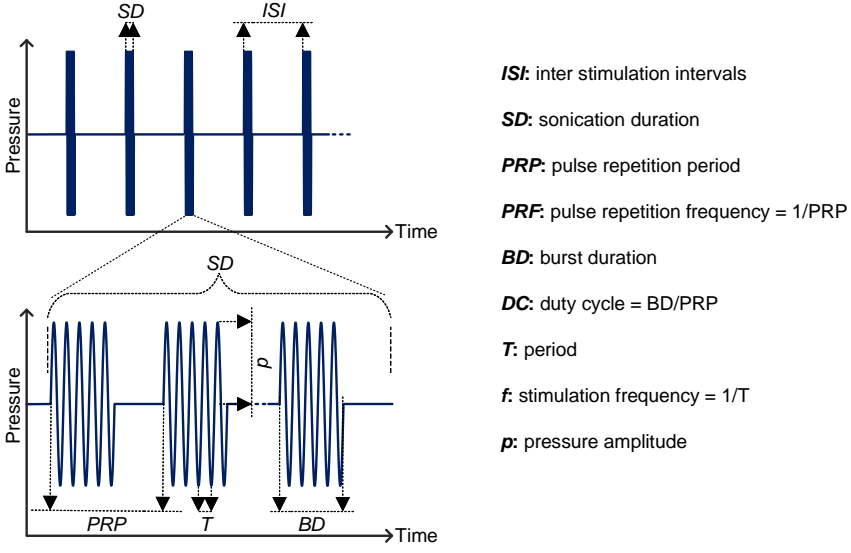 SD
ISI
Pressure
Time
SD
Pressure
p
PRP
T
BD
Time
ISI: inter stimulation intervals
SD: sonication duration
PRP: pulse repetition period
PRF: pulse repetition frequency = 1/PRP
BD: burst duration
DC: duty cycle = BD/PRP
T: period
f: stimulation frequency = 1/T
p: pressure amplitude